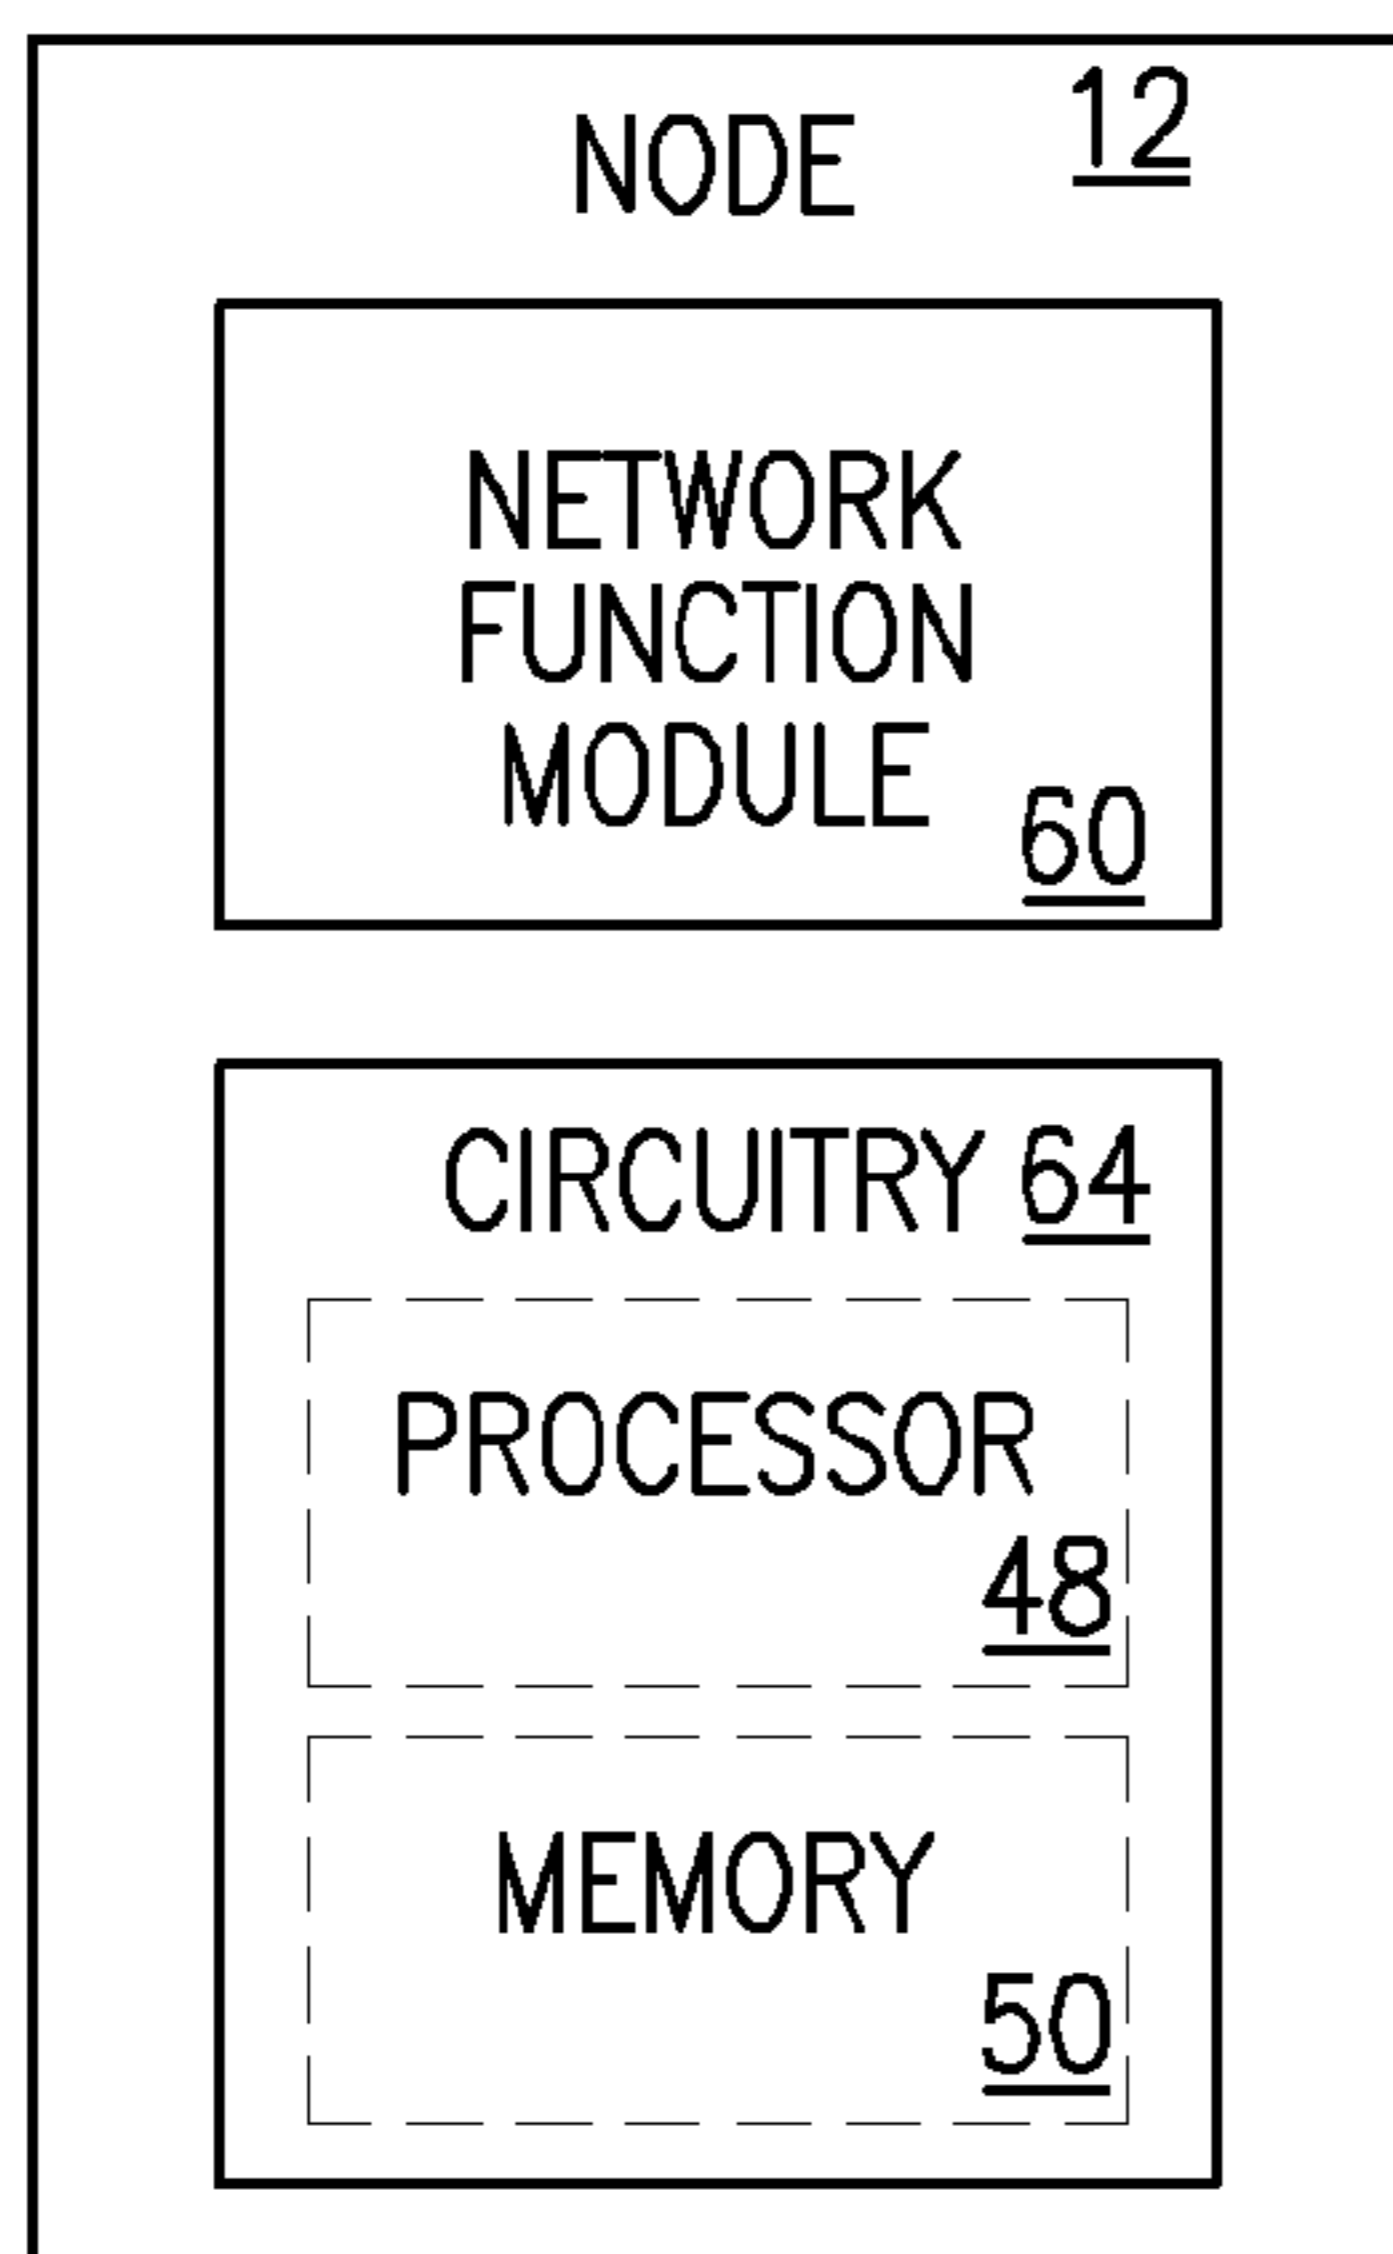 NODE 12
NETWORK
FUNCTION
MODULE
60
CIRCUITRY 64
PROCESSOR
48
MEMORY
50